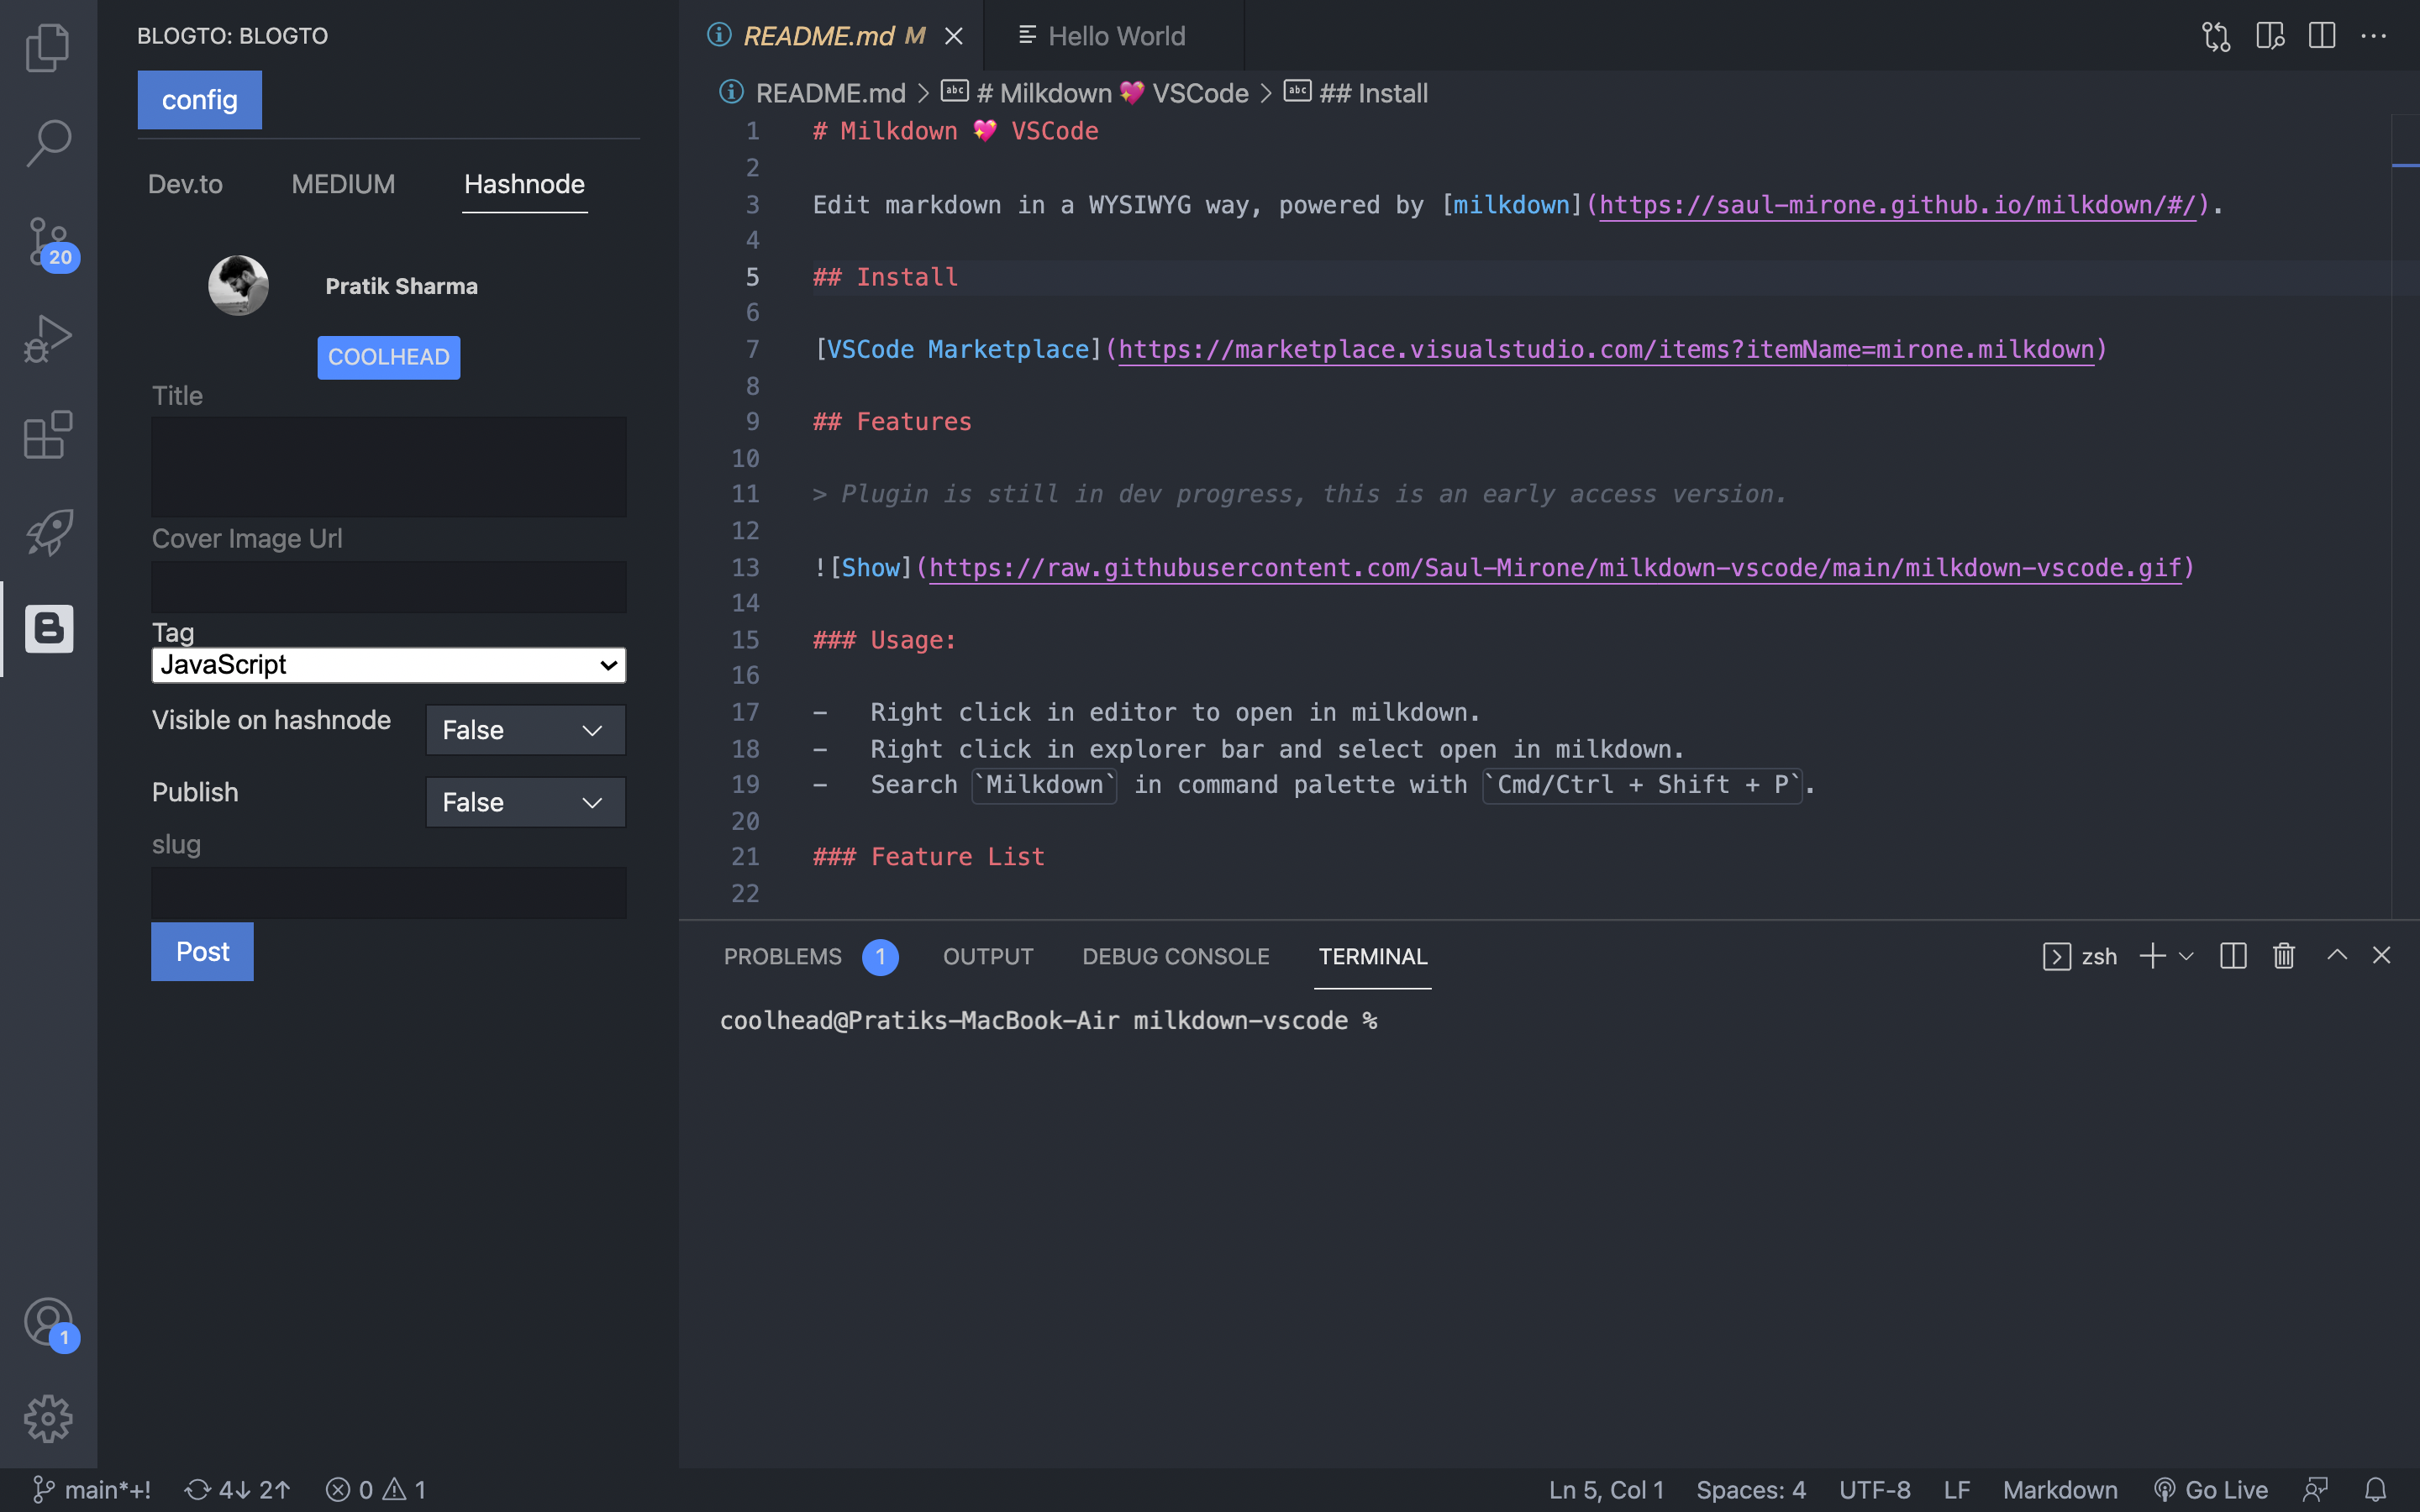 BLOGTO: BLOGTO
config
Dev.to MEDIUM Hashnode
Pratik Sharma
COOLHEAD
Title
Cover Image Url
Tag
JavaScript
Visible on hashnode False
Publish False
slug
Post
20
1
README.md M Hello World
README.md > # Milkdown 💖 VSCode > ## Install
1 # Milkdown 💖 VSCode
2
3 Edit markdown in a WYSIWYG way, powered by [milkdown](https://saul-mirone.github.io/milkdown/#/).
4
5 ## Install
6
7 [VSCode Marketplace](https://marketplace.visualstudio.com/items?itemName=mirone.milkdown)
8
9 ## Features
10
11 > Plugin is still in dev progress, this is an early access version.
12
13 ![Show](https://raw.githubusercontent.com/Saul-Mirone/milkdown-vscode/main/milkdown-vscode.gif)
14
15 ### Usage:
16
17 -   Right click in editor to open in milkdown.
18 -   Right click in explorer bar and select open in milkdown.
19 -   Search `Milkdown` in command palette with `Cmd/Ctrl + Shift + P`.
20
21 ### Feature List
22
PROBLEMS 1 OUTPUT DEBUG CONSOLE TERMINAL zsh
coolhead@Pratiks-MacBook-Air milkdown-vscode %
main*+! 4↓ 2↑ 0 1 Ln 5, Col 1 Spaces: 4 UTF-8 LF Markdown Go Live